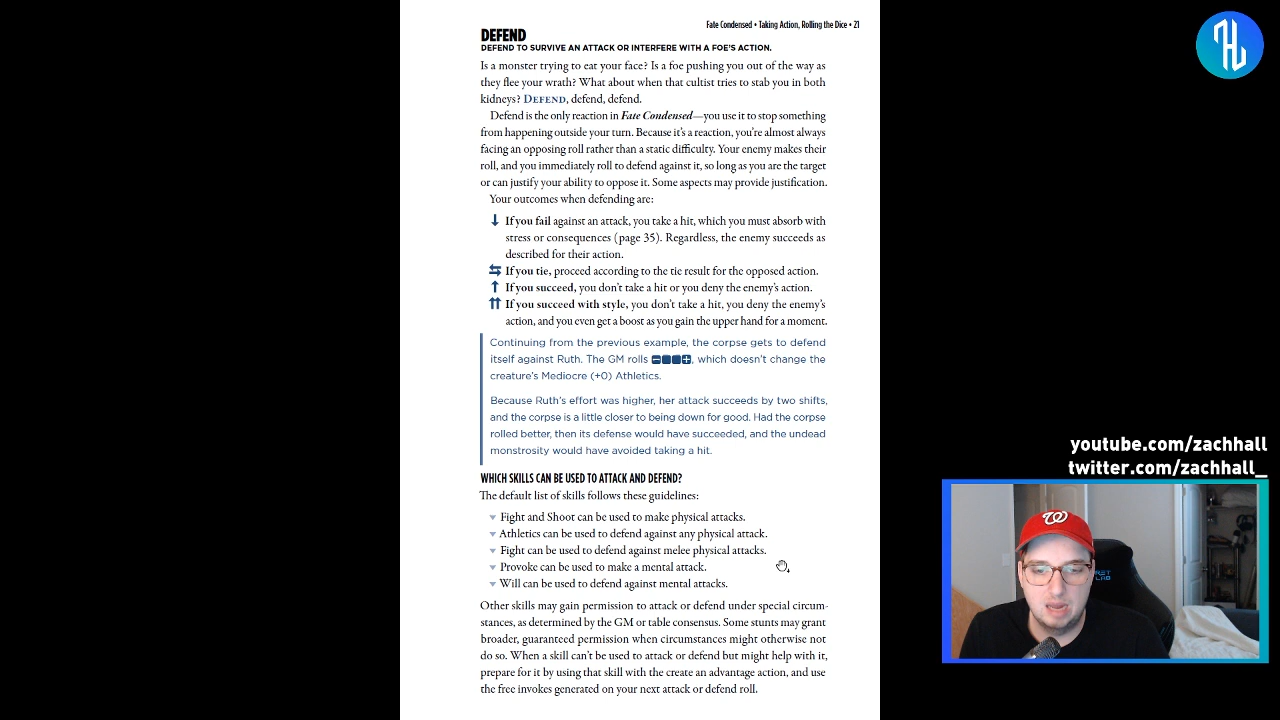 Fate Condensed • Taking Action, Rolling the Dice • 21
DEFEND
DEFEND TO SURVIVE AN ATTACK OR INTERFERE WITH A FOE'S ACTION.
Is a monster trying to eat your face? Is a foe pushing you out of the way as
they flee your wrath? What about when that cultist tries to stab you in both
kidneys? DEFEND, defend, defend.
Defend is the only reaction in Fate Condensed—you use it to stop something
from happening outside your turn. Because it's a reaction, you're almost always
facing an opposing roll rather than a static difficulty. Your enemy makes their
roll, and you immediately roll to defend against it, so long as you are the target
or can justify your ability to oppose it. Some aspects may provide justification.
Your outcomes when defending are:
If you fail against an attack, you take a hit, which you must absorb with
stress or consequences (page 35). Regardless, the enemy succeeds as
described for their action.
If you tie, proceed according to the tie result for the opposed action.
If you succeed, you don't take a hit or you deny the enemy's action.
If you succeed with style, you don't take a hit, you deny the enemy's
action, and you even get a boost as you gain the upper hand for a moment.
Continuing from the previous example, the corpse gets to defend
itself against Ruth. The GM rolls , which doesn't change the
creature's Mediocre (+0) Athletics.
Because Ruth's effort was higher, her attack succeeds by two shifts,
and the corpse is a little closer to being down for good. Had the corpse
rolled better, then its defense would have succeeded, and the undead
monstrosity would have avoided taking a hit.
WHICH SKILLS CAN BE USED TO ATTACK AND DEFEND?
The default list of skills follows these guidelines:
Fight and Shoot can be used to make physical attacks.
Athletics can be used to defend against any physical attack.
Fight can be used to defend against melee physical attacks.
Provoke can be used to make a mental attack.
Will can be used to defend against mental attacks.
Other skills may gain permission to attack or defend under special circum-
stances, as determined by the GM or table consensus. Some stunts may grant
broader, guaranteed permission when circumstances might otherwise not
do so. When a skill can't be used to attack or defend but might help with it,
prepare for it by using that skill with the create an advantage action, and use
the free invokes generated on your next attack or defend roll.
youtube.com/zachhall
twitter.com/zachhall_